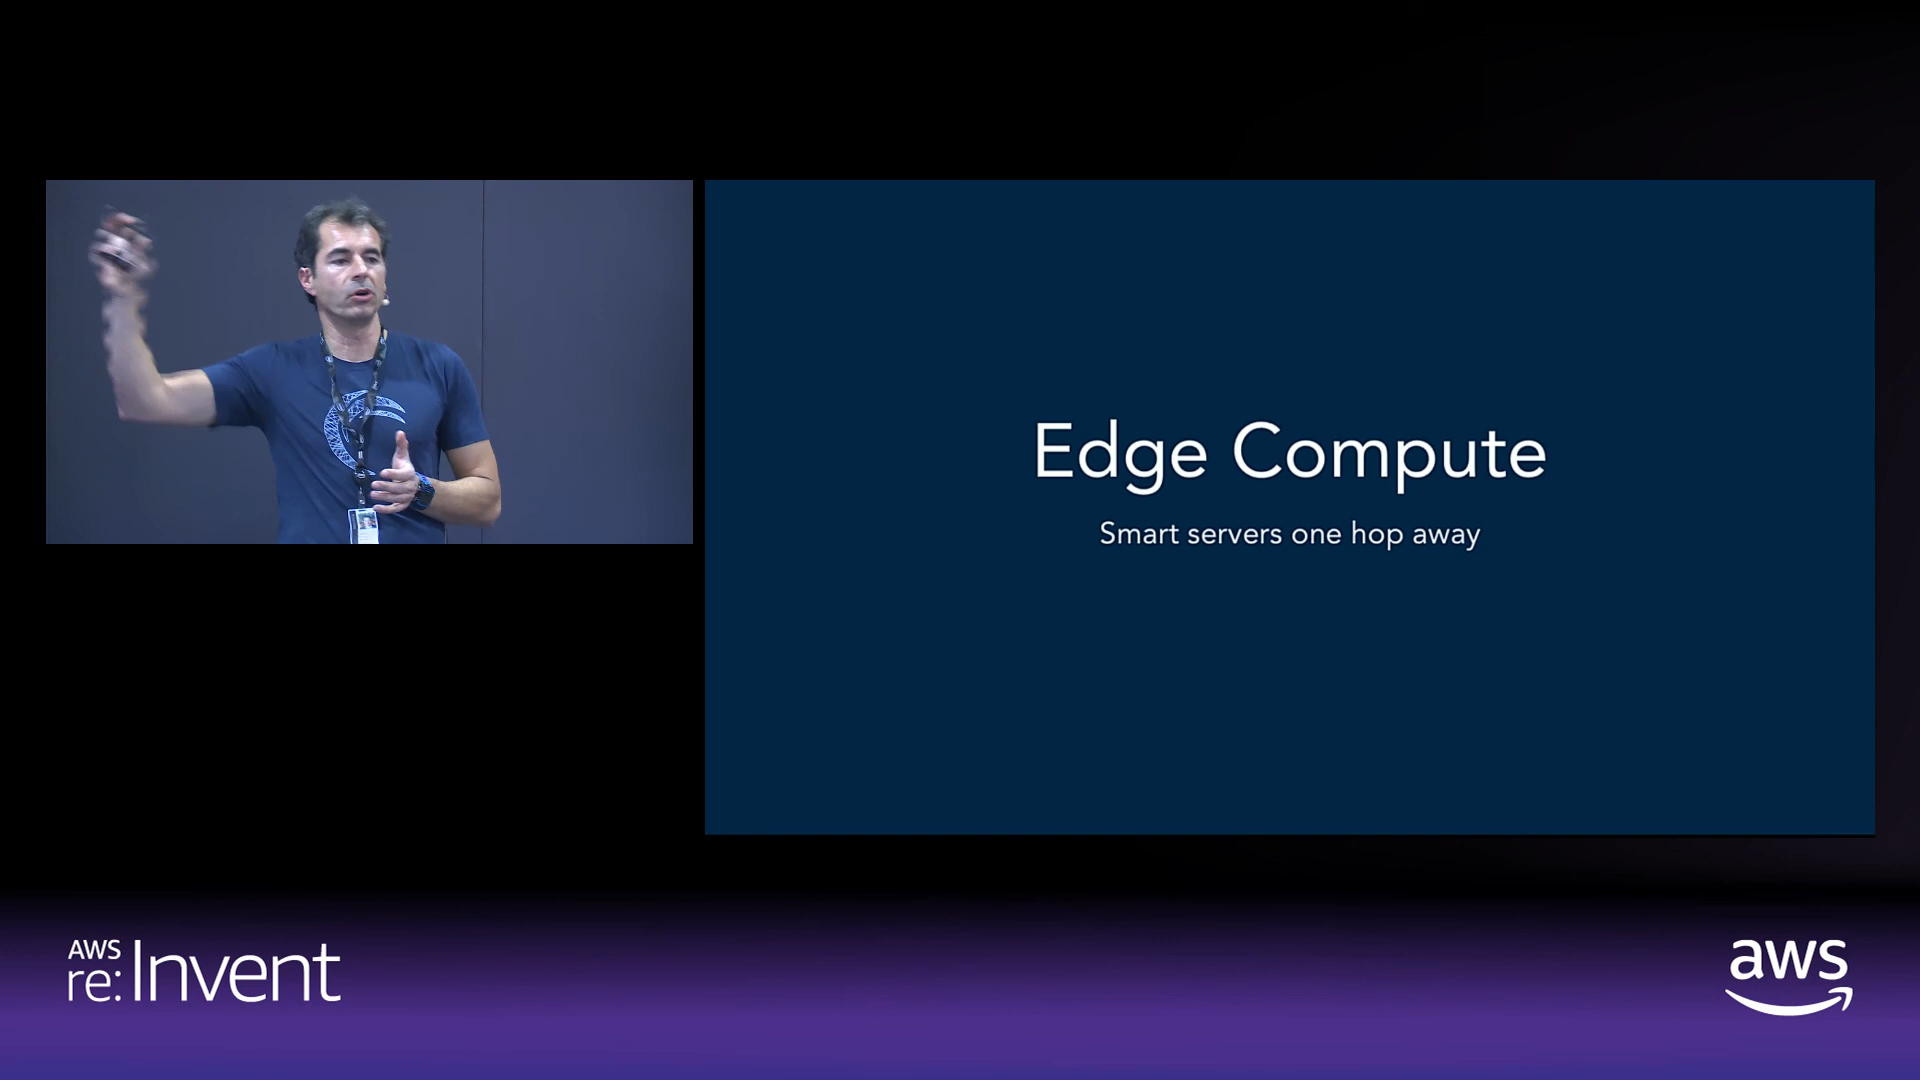 Edge Compute
Smart servers one hop away
AWS
re:Invent
aws